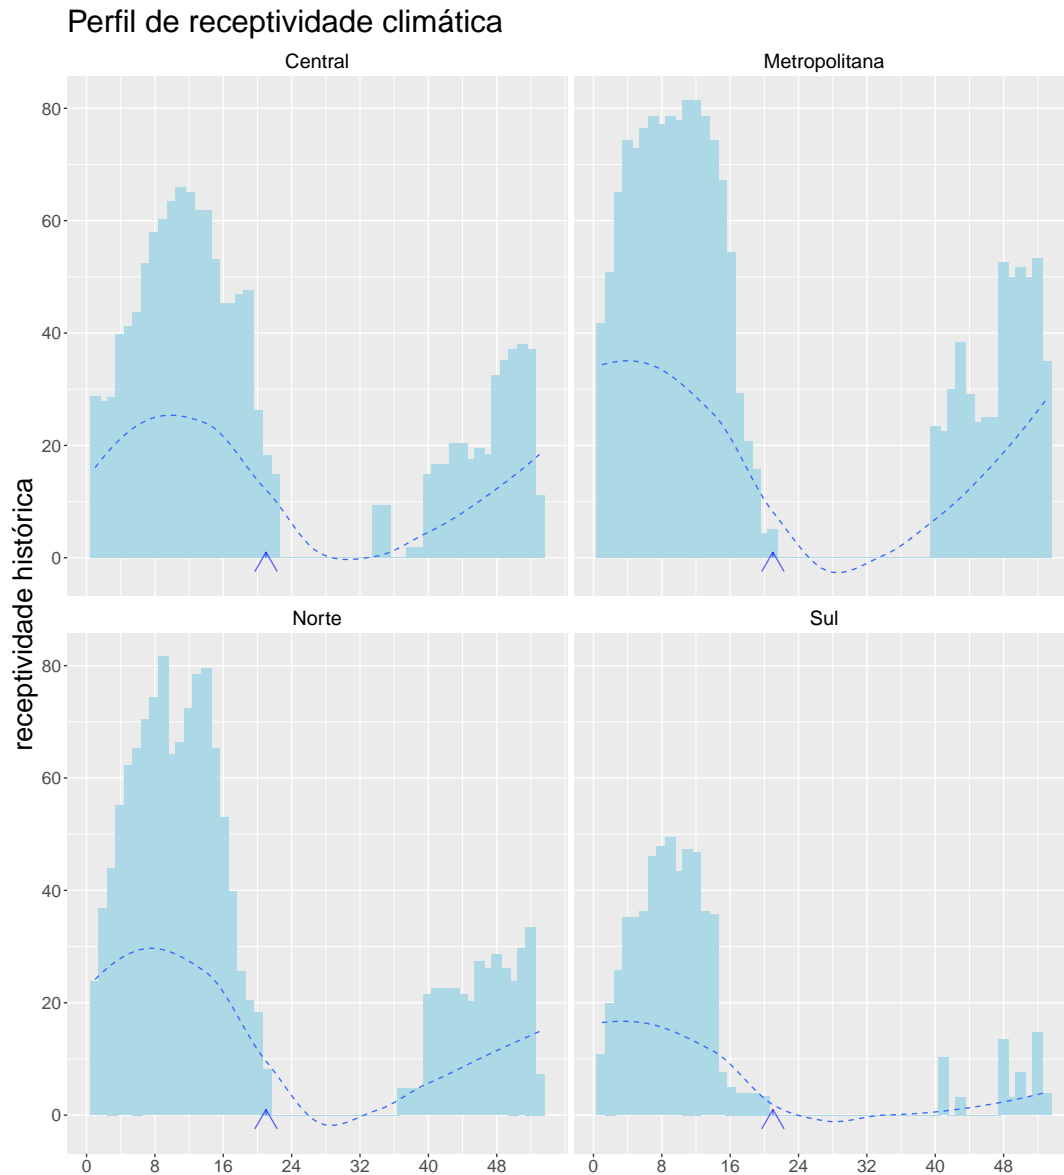 Perfil de receptividade climática
Central
Metropolitana
80
60
40
20
0
Norte
Sul
80
60
40
20
0
receptividade histórica
0 8 16 24 32 40 48
0 8 16 24 32 40 48